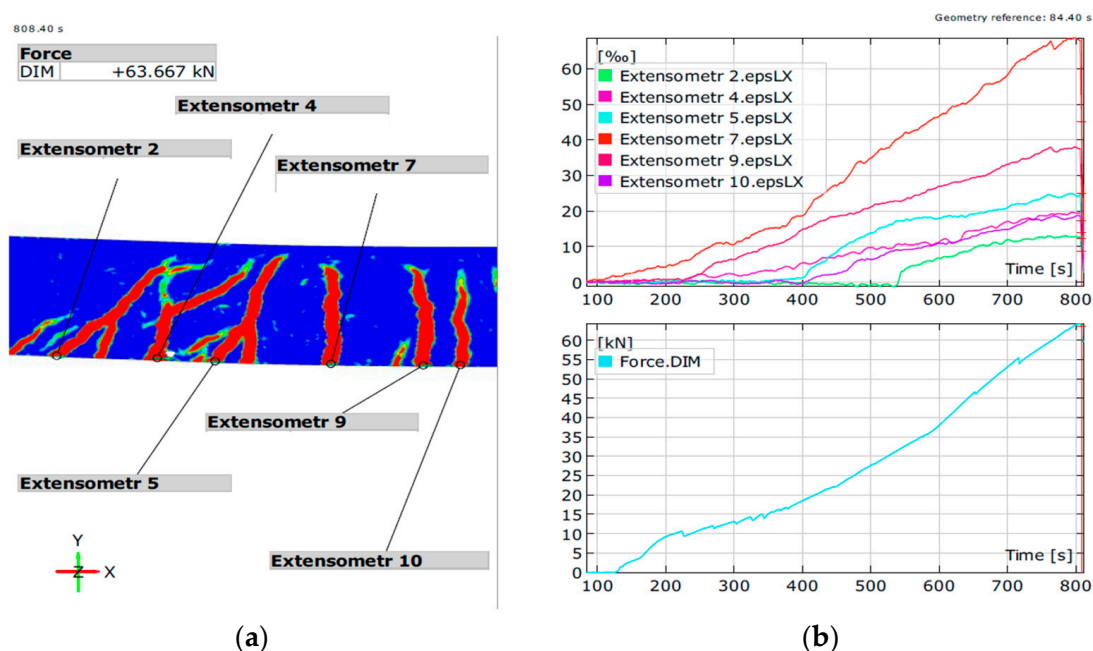 808.40 s
Force
DIM +63.667 kN
Extensometr 4
Extensometr 2
Extensometr 7
Extensometr 9
Extensometr 5
Extensometr 10
Y
Z X
(a)
Geometry reference: 84.40 s
[‰]
Extensometr 2.epsLX
Extensometr 4.epsLX
Extensometr 5.epsLX
Extensometr 7.epsLX
Extensometr 9.epsLX
Extensometr 10.epsLX
60
50
40
30
20
10
0
Time [s]
100 200 300 400 500 600 700 800
[kN]
Force.DIM
60
55
50
45
40
35
30
25
20
15
10
5
0
Time [s]
100 200 300 400 500 600 700 800
(b)